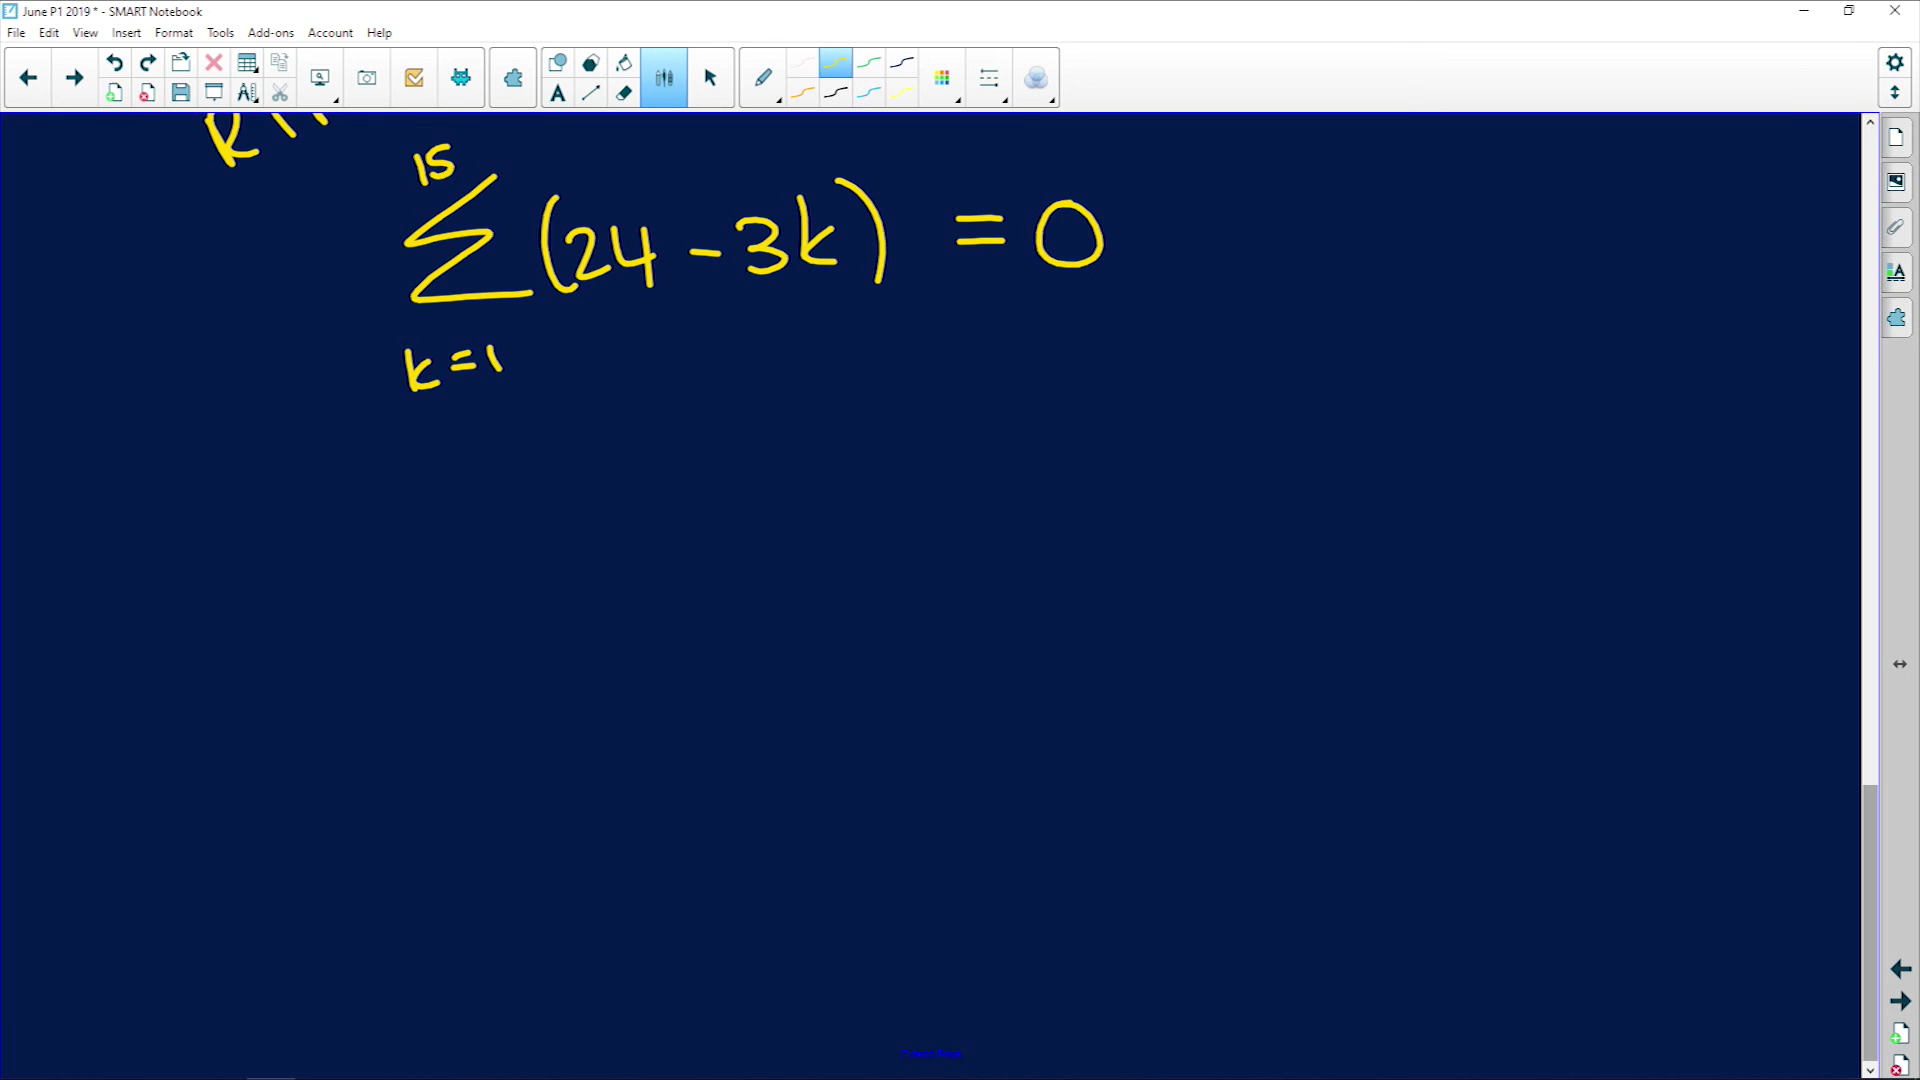 June P1 2019 * - SMART Notebook
File Edit View Insert Format Tools Add-ons Account Help
15
∑ (24 - 3k) = 0
k = 1